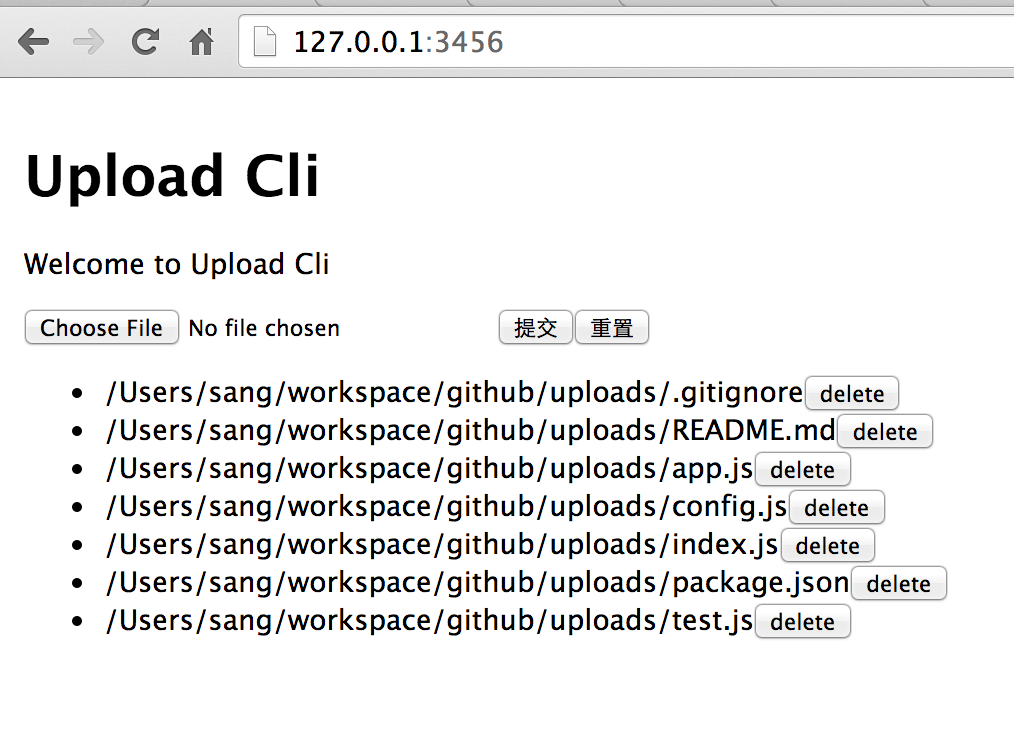 127.0.0.1:3456
Upload Cli
Welcome to Upload Cli
Choose File No file chosen 提交 重置
/Users/sang/workspace/github/uploads/.gitignore delete
/Users/sang/workspace/github/uploads/README.md delete
/Users/sang/workspace/github/uploads/app.js delete
/Users/sang/workspace/github/uploads/config.js delete
/Users/sang/workspace/github/uploads/index.js delete
/Users/sang/workspace/github/uploads/package.json delete
/Users/sang/workspace/github/uploads/test.js delete